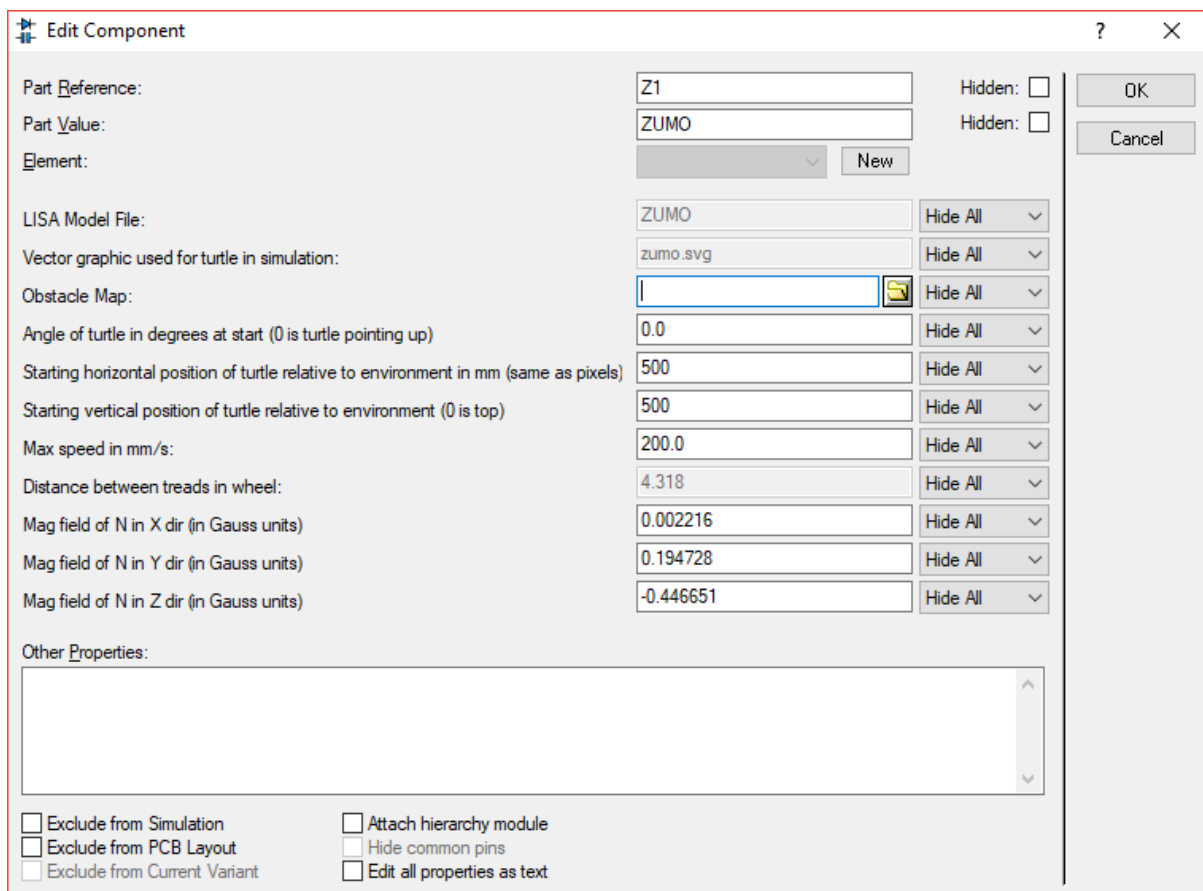 Edit Component ? ×
Part Reference: Z1 Hidden:
Part Value: ZUMO Hidden:
Element: New
OK
Cancel
LISA Model File: ZUMO Hide All
Vector graphic used for turtle in simulation: zumo.svg Hide All
Obstacle Map: Hide All
Angle of turtle in degrees at start (0 is turtle pointing up) 0.0 Hide All
Starting horizontal position of turtle relative to environment in mm (same as pixels) 500 Hide All
Starting vertical position of turtle relative to environment (0 is top) 500 Hide All
Max speed in mm/s: 200.0 Hide All
Distance between treads in wheel: 4.318 Hide All
Mag field of N in X dir (in Gauss units) 0.002216 Hide All
Mag field of N in Y dir (in Gauss units) 0.194728 Hide All
Mag field of N in Z dir (in Gauss units) -0.446651 Hide All
Other Properties:
Exclude from Simulation Attach hierarchy module
Exclude from PCB Layout Hide common pins
Exclude from Current Variant Edit all properties as text